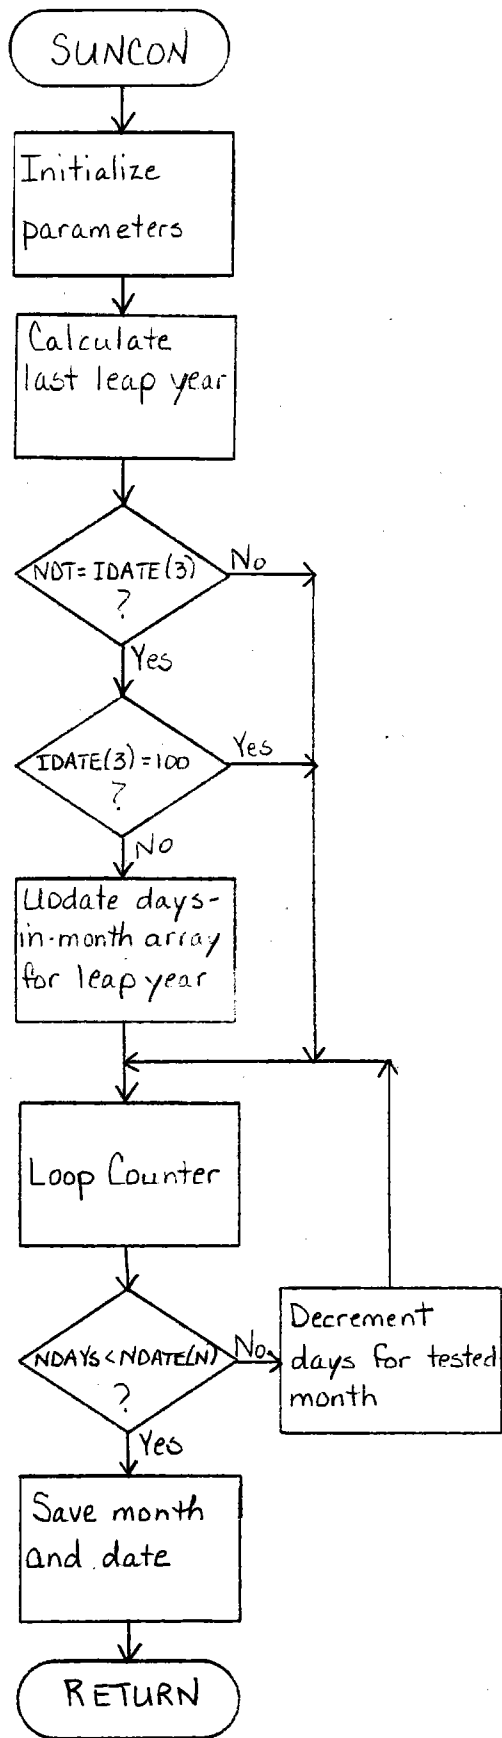 SUNCON
Initialize
parameters
Calculate
last leap year
NDT=IDATE(3)
?
No
Yes
IDATE(3)=100
?
Yes
No
Update days-
in-month array
for leap year
Loop Counter
NDAYS<NDATE(N)
?
No
Decrement
days for tested
month
Yes
Save month
and date
RETURN